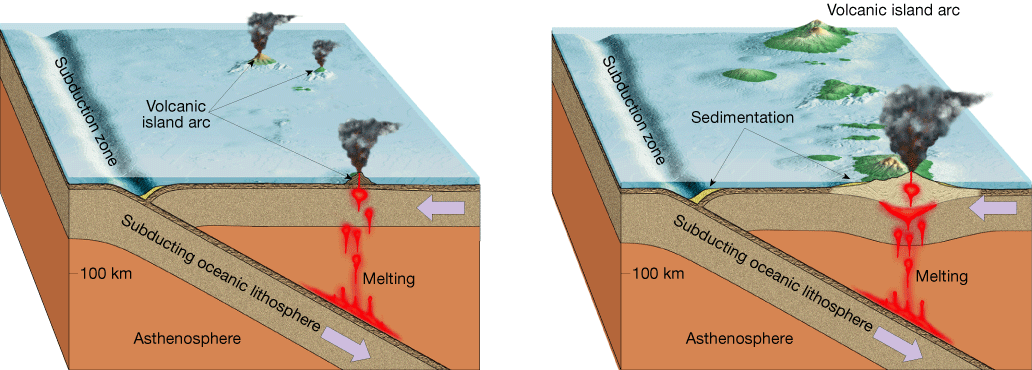 Subduction zone
Volcanic
island arc
Subducting oceanic lithosphere
100 km
Melting
Asthenosphere
Volcanic island arc
Subduction zone
Sedimentation
Subducting oceanic lithosphere
100 km
Melting
Asthenosphere